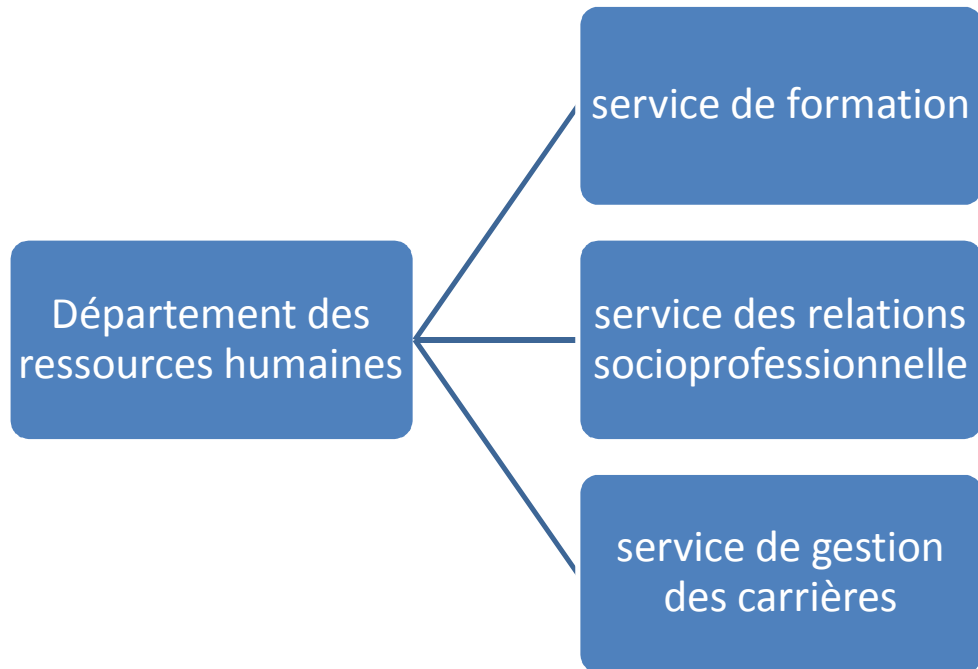 service de formation
Département des
ressources humaines
service des relations
socioprofessionnelle
service de gestion
des carrières